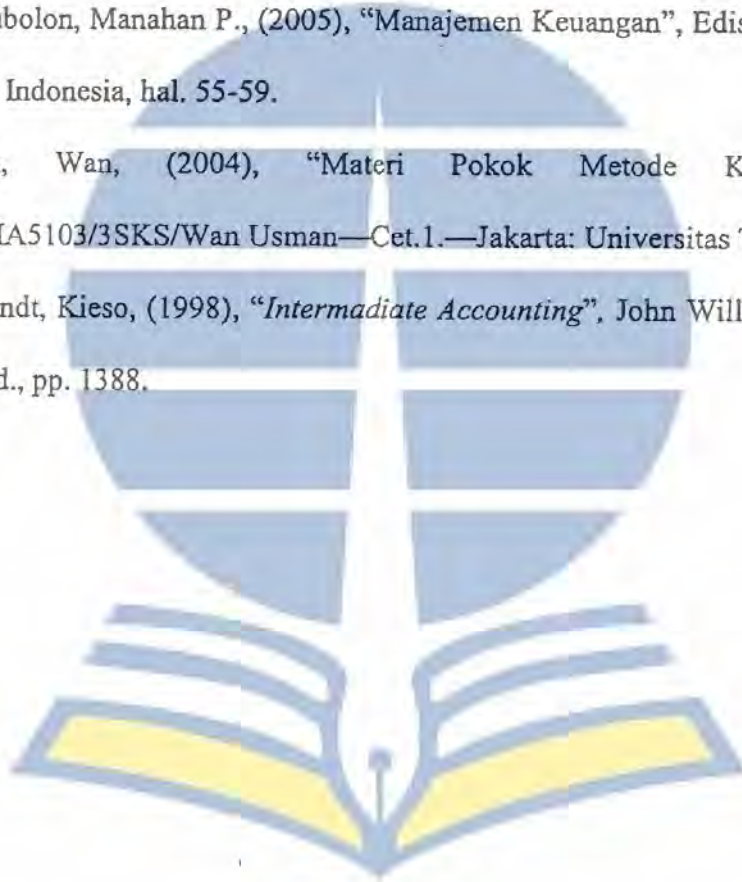 bolon, Manahan P., (2005), “Manajemen Keuangan”, Edis
Indonesia, hal. 55-59.
, Wan, (2004), “Materi Pokok Metode K
A5103/3SKS/Wan Usman—Cet.1.—Jakarta: Universitas
ndt, Kieso, (1998), “Intermadiate Accounting”, John Will
d., pp. 1388.